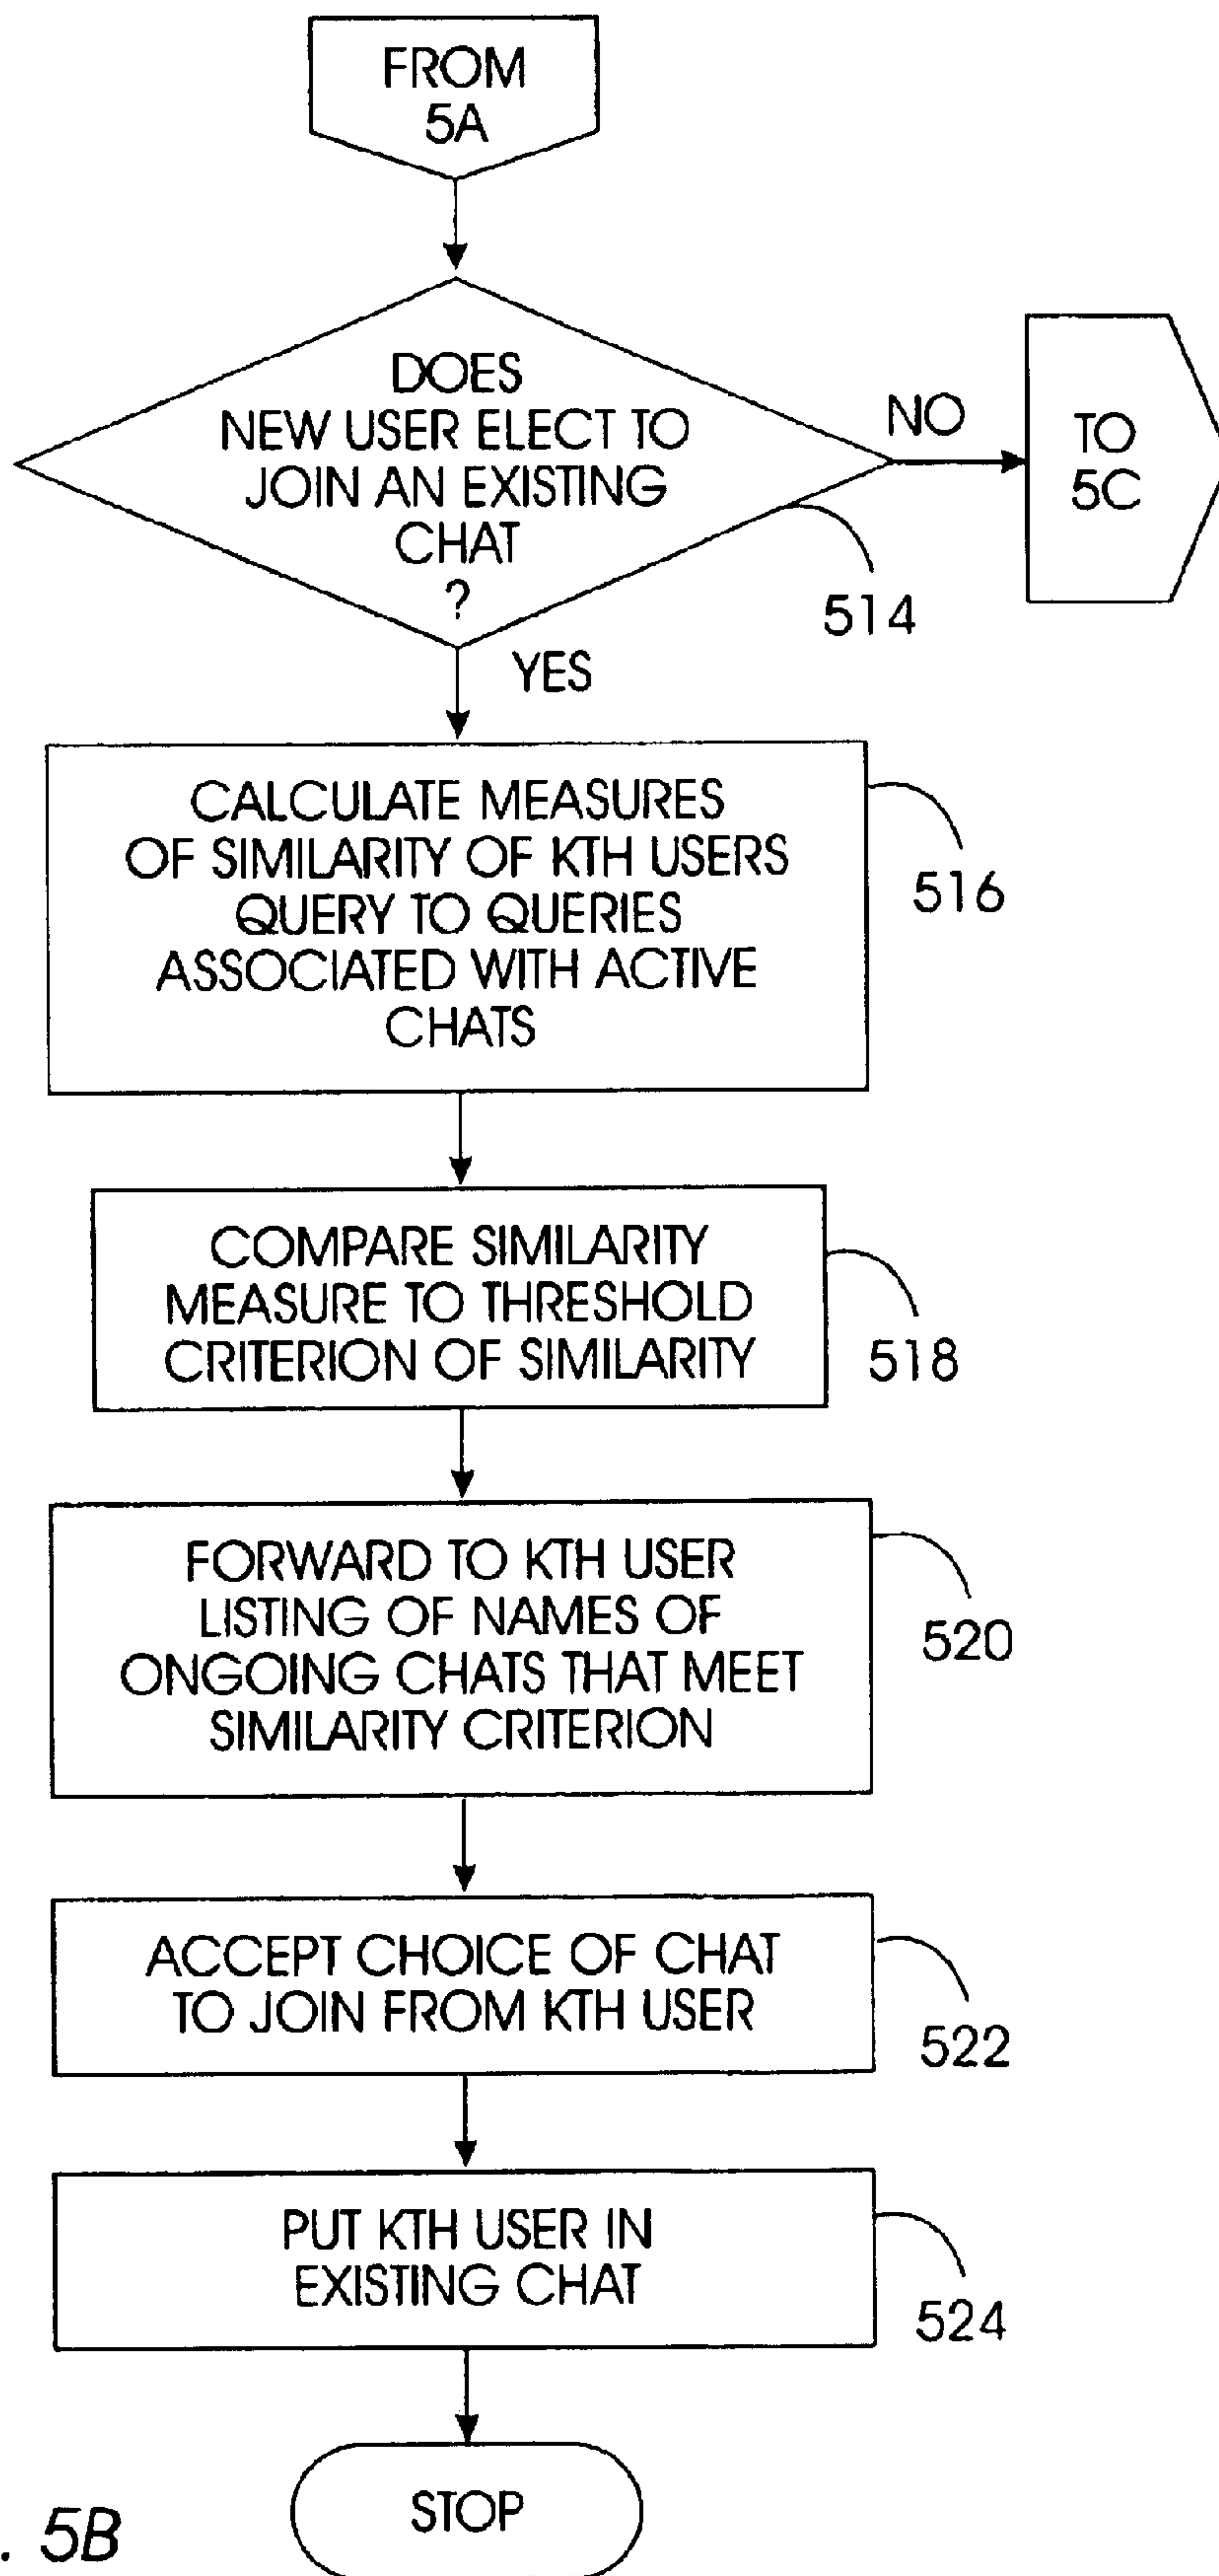 FROM
5A
DOES
NEW USER ELECT TO
JOIN AN EXISTING
CHAT
?
NO
TO
5C
514
YES
CALCULATE MEASURES
OF SIMILARITY OF KTH USERS
QUERY TO QUERIES
ASSOCIATED WITH ACTIVE
CHATS
516
COMPARE SIMILARITY
MEASURE TO THRESHOLD
CRITERION OF SIMILARITY
518
FORWARD TO KTH USER
LISTING OF NAMES OF
ONGOING CHATS THAT MEET
SIMILARITY CRITERION
520
ACCEPT CHOICE OF CHAT
TO JOIN FROM KTH USER
522
PUT KTH USER IN
EXISTING CHAT
524
STOP
. 5B